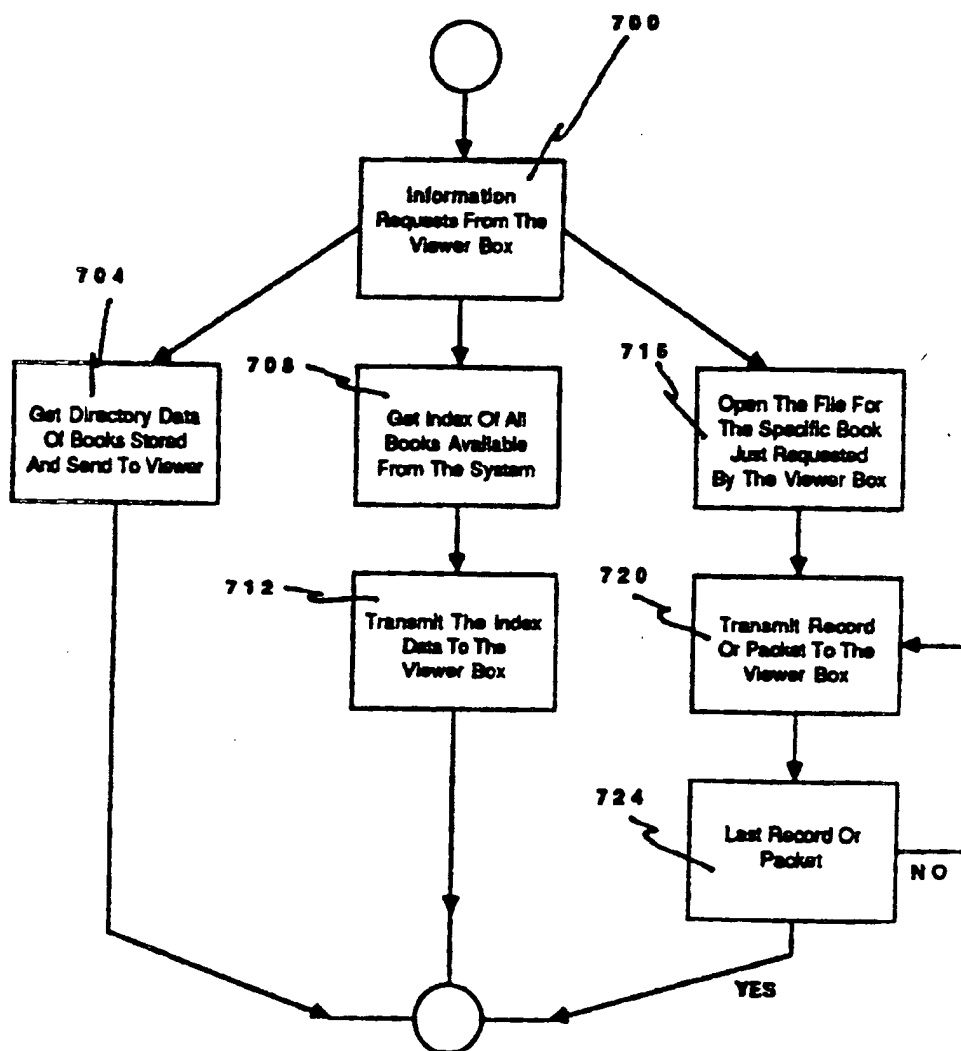 700
Information
Requests From The
Viewer Box
704
Get Directory Data
Of Books Stored
And Send To Viewer
708
Get Index Of All
Books Available
From The System
716
Open The File For
The Specific Book
Just Requested
By The Viewer Box
712
Transmit The Index
Data To The
Viewer Box
720
Transmit Record
Or Packet To The
Viewer Box
724
Last Record Or
Packet
NO
YES